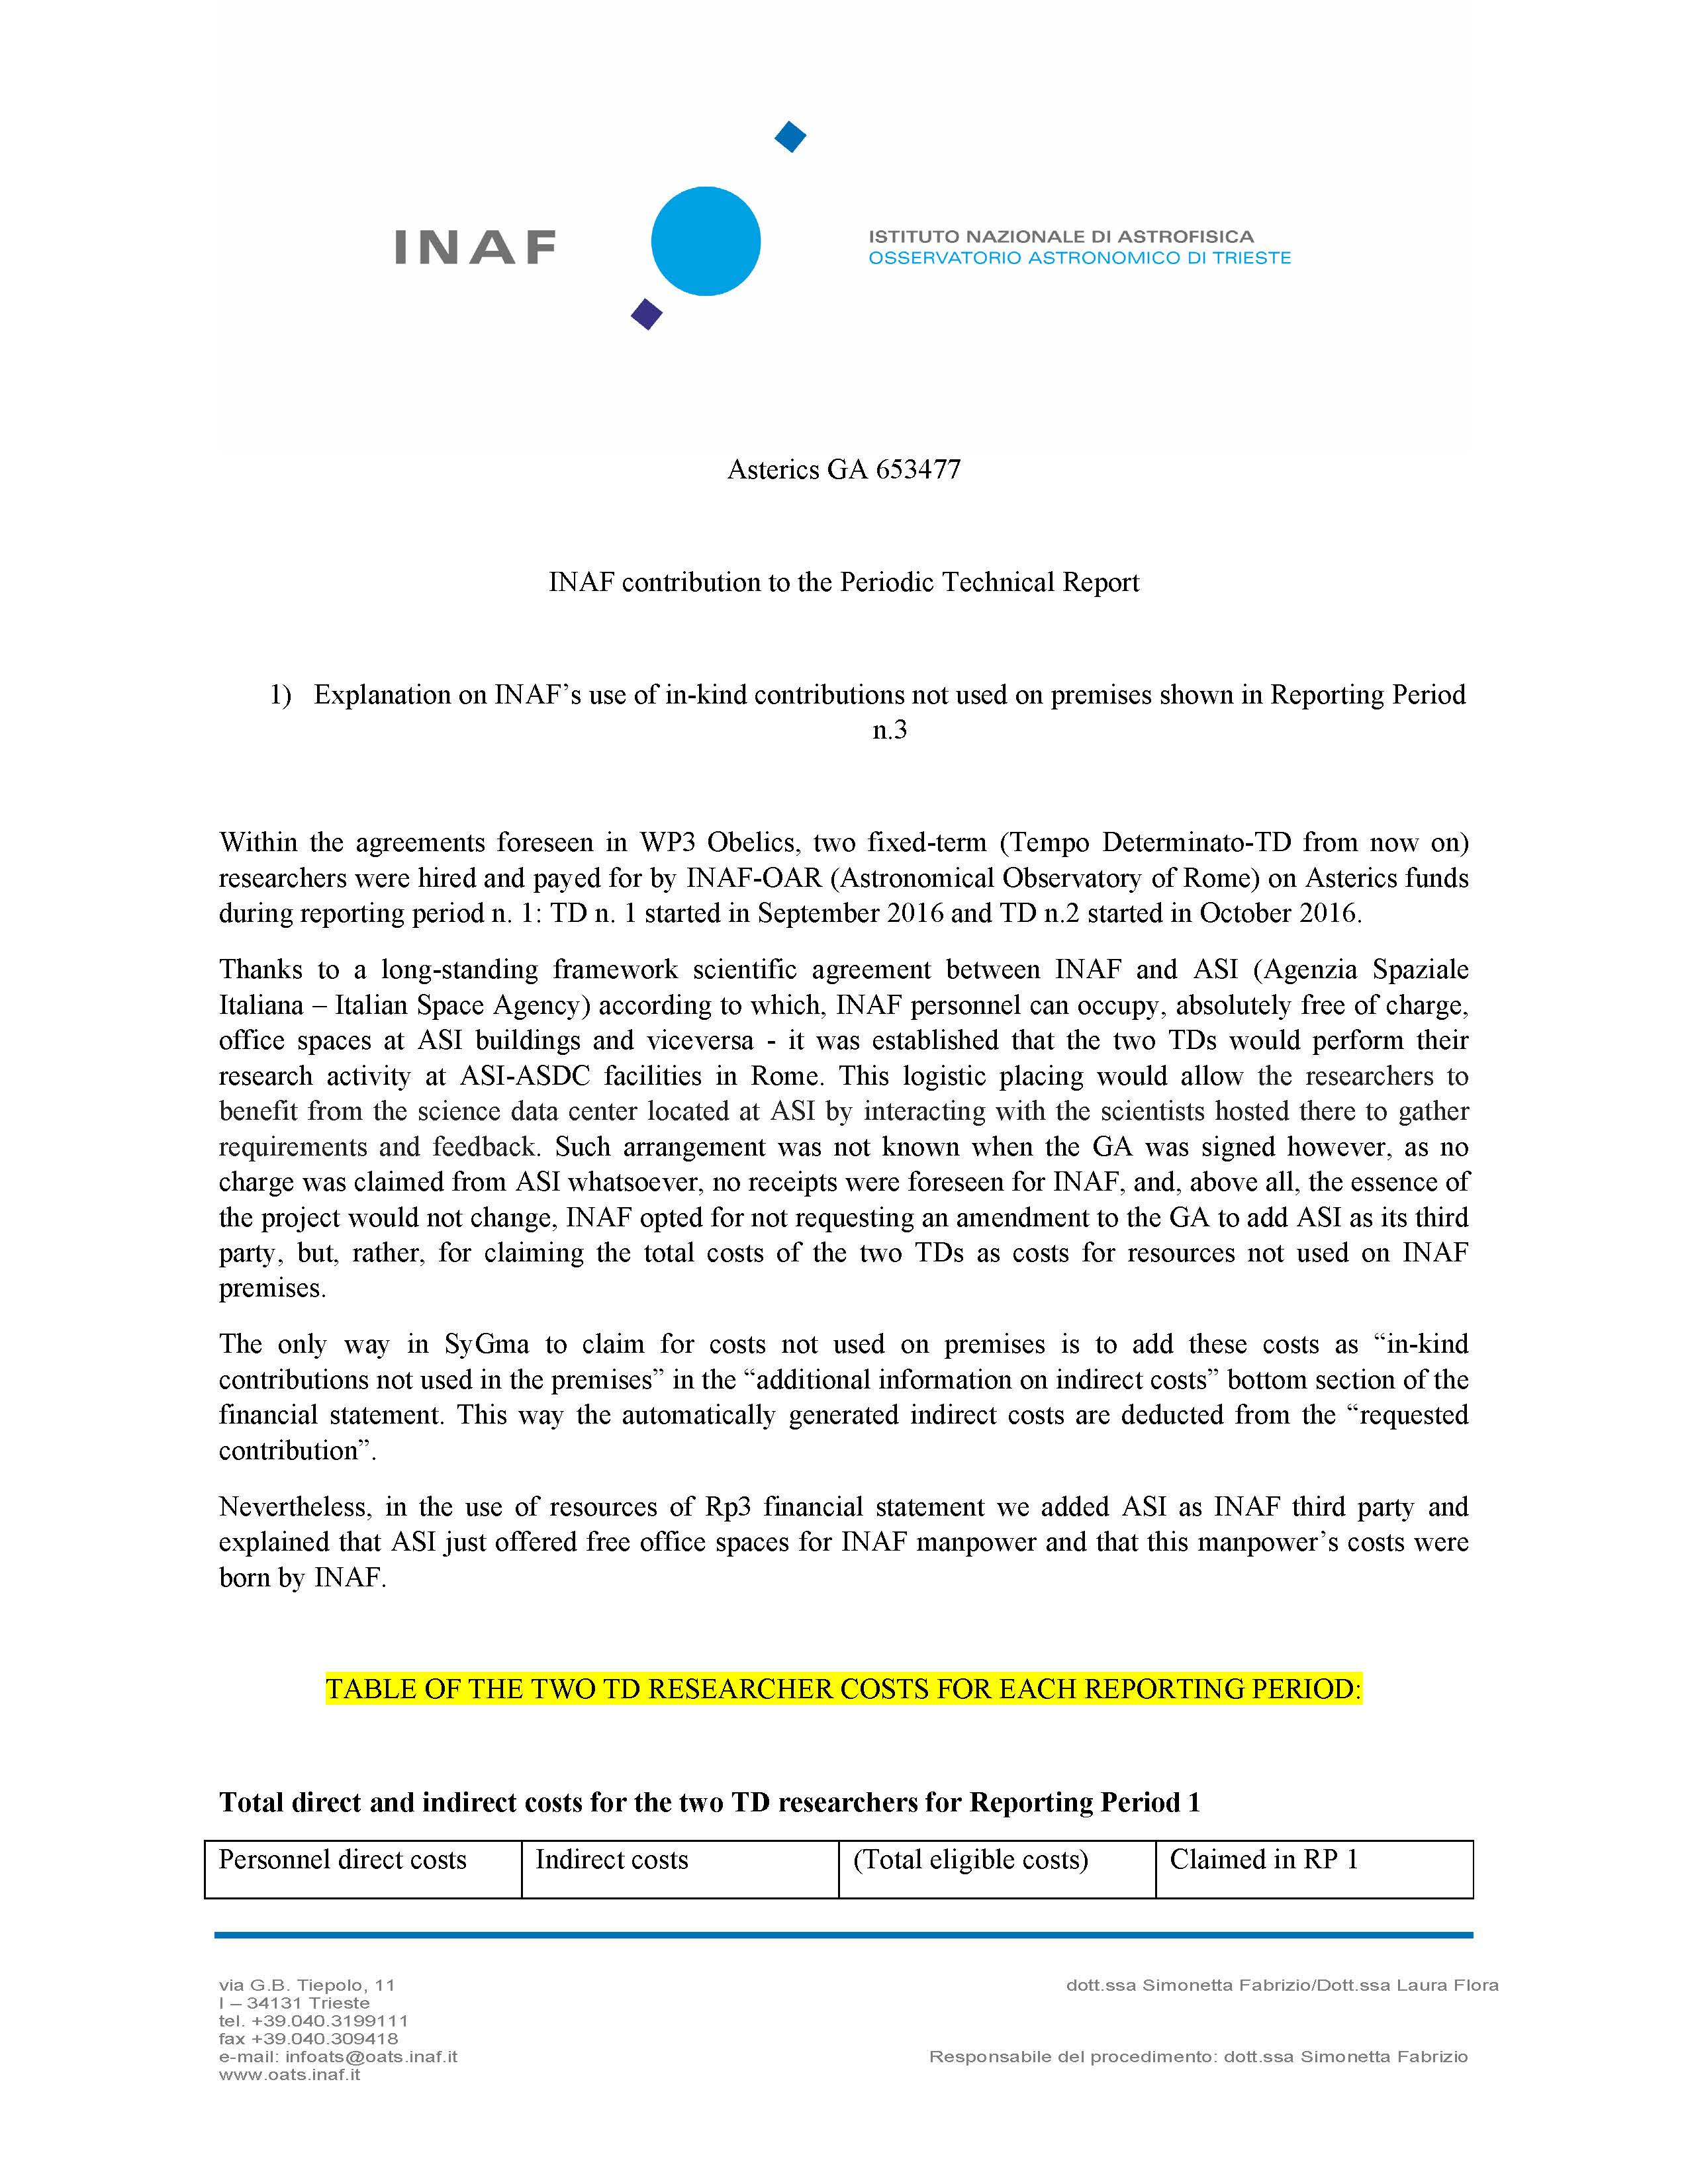 INAF
ISTITUTO NAZIONALE DI ASTROFISICA
OSSERVATORIO ASTRONOMICO DI TRIESTE
Asterics GA 653477
INAF contribution to the Periodic Technical Report
1) Explanation on INAF’s use of in-kind contributions not used on premises shown in Reporting Period
n.3
Within the agreements foreseen in WP3 Obelics, two fixed-term (Tempo Determinato-TD from now on)
researchers were hired and payed for by INAF-OAR (Astronomical Observatory of Rome) on Asterics funds
during reporting period n. 1: TD n. 1 started in September 2016 and TD n.2 started in October 2016.
Thanks to a long-standing framework scientific agreement between INAF and ASI (Agenzia Spaziale
Italiana – Italian Space Agency) according to which, INAF personnel can occupy, absolutely free of charge,
office spaces at ASI buildings and viceversa - it was established that the two TDs would perform their
research activity at ASI-ASDC facilities in Rome. This logistic placing would allow the researchers to
benefit from the science data center located at ASI by interacting with the scientists hosted there to gather
requirements and feedback. Such arrangement was not known when the GA was signed however, as no
charge was claimed from ASI whatsoever, no receipts were foreseen for INAF, and, above all, the essence of
the project would not change, INAF opted for not requesting an amendment to the GA to add ASI as its third
party, but, rather, for claiming the total costs of the two TDs as costs for resources not used on INAF
premises.
The only way in SyGma to claim for costs not used on premises is to add these costs as “in-kind
contributions not used in the premises” in the “additional information on indirect costs” bottom section of the
financial statement. This way the automatically generated indirect costs are deducted from the “requested
contribution”.
Nevertheless, in the use of resources of Rp3 financial statement we added ASI as INAF third party and
explained that ASI just offered free office spaces for INAF manpower and that this manpower’s costs were
born by INAF.
TABLE OF THE TWO TD RESEARCHER COSTS FOR EACH REPORTING PERIOD:
Total direct and indirect costs for the two TD researchers for Reporting Period 1
Personnel direct costs Indirect costs (Total eligible costs) Claimed in RP 1
via G.B. Tiepolo, 11 dott.ssa Simonetta Fabrizio/Dott.ssa Laura Flora
I – 34131 Trieste
tel. +39.040.3199111
fax +39.040.309418
e-mail: infoats@oats.inaf.it Responsabile del procedimento: dott.ssa Simonetta Fabrizio
www.oats.inaf.it